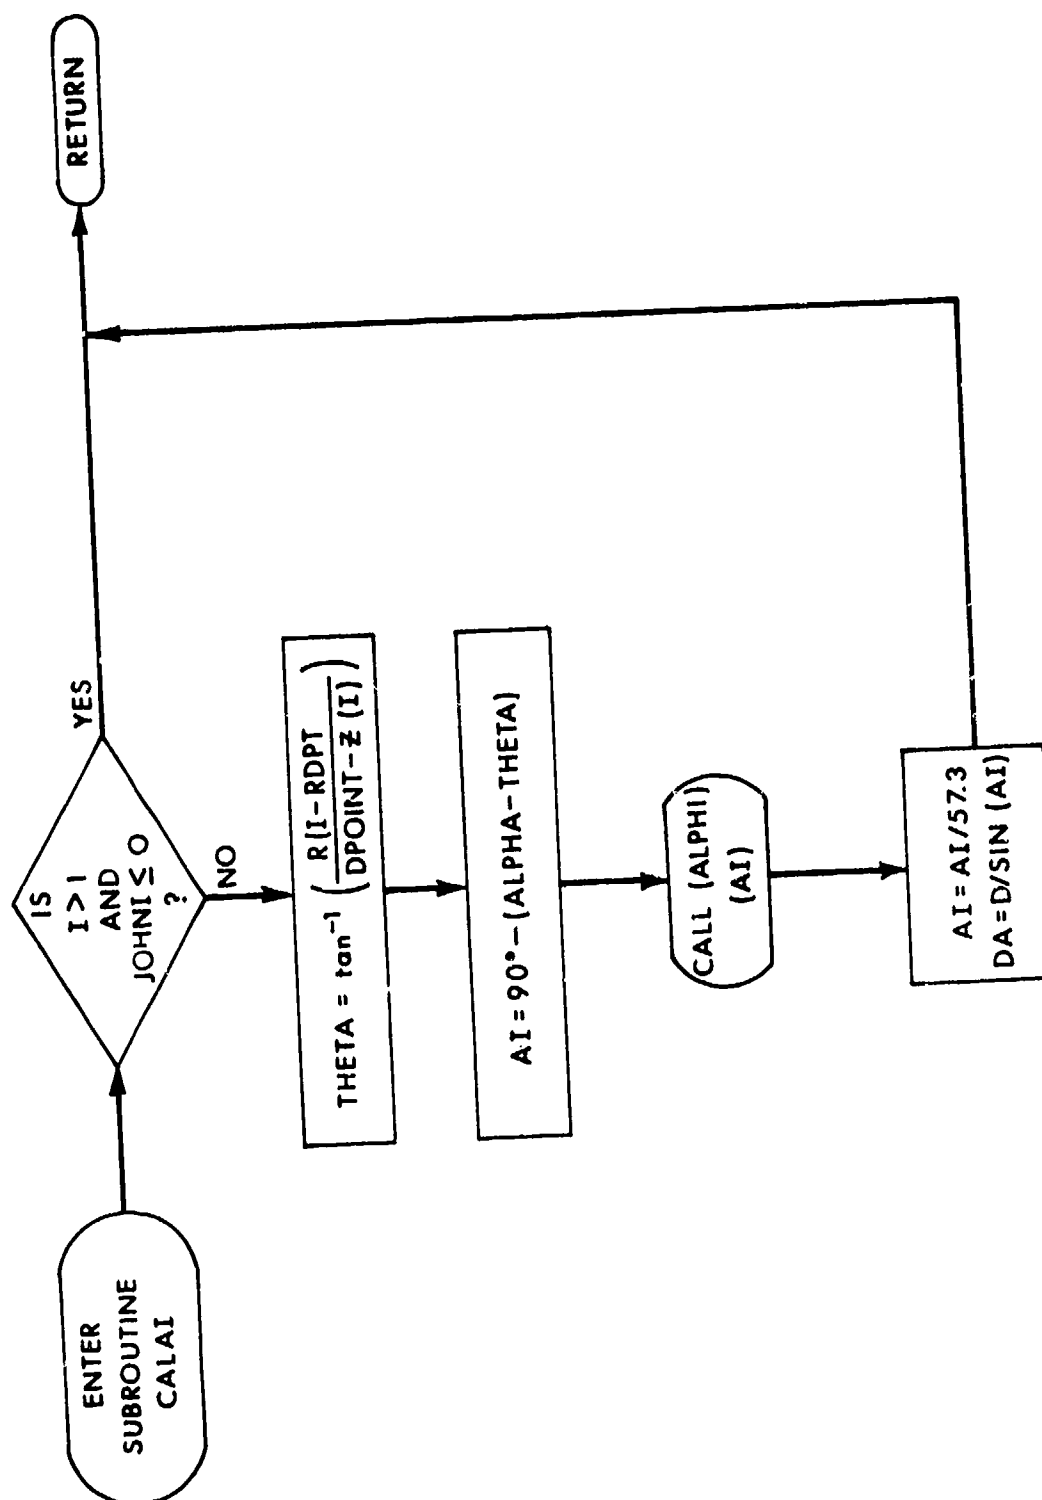 ENTER
SUBROUTINE
CALAI
IS
I > I
AND
JOHNI ≤ O
?
YES
RETURN
NO
THETA = tan⁻¹ (R(I-RDPT / DPOINT-Z (I))
AI = 90°-(ALPHA-THETA)
CALL (ALPHI)
(AI)
AI = AI/57.3
DA=D/SIN (AI)